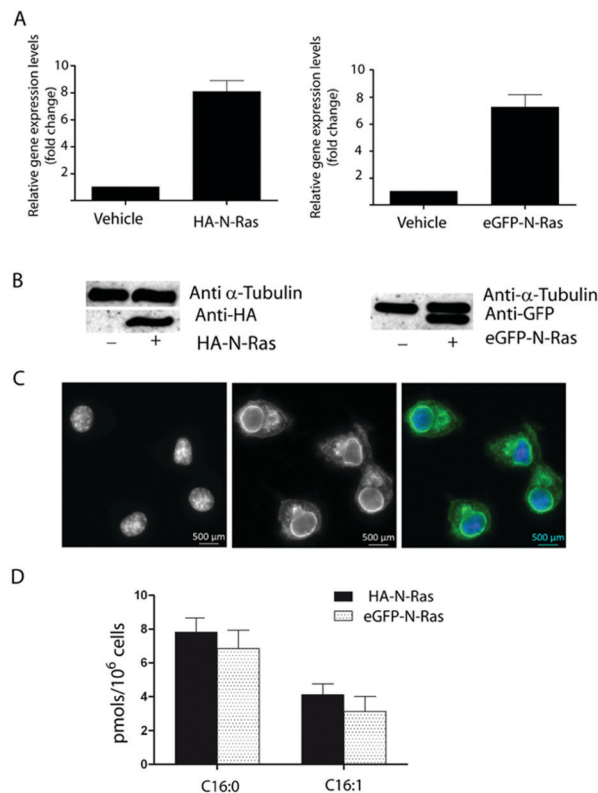 A
Relative gene expression levels
(fold change)
10
8
6
4
2
Vehicle
HA-N-Ras
Relative gene expression levels
(fold change)
10
8
6
4
2
Vehicle
eGFP-N-Ras
B
Anti α-Tubulin
Anti-HA
– + HA-N-Ras
Anti-α-Tubulin
Anti-GFP
– + eGFP-N-Ras
C
500 µm
500 µm
500 µm
D
pmols/10⁶ cells
10
8
6
4
2
0
HA-N-Ras
eGFP-N-Ras
C16:0
C16:1